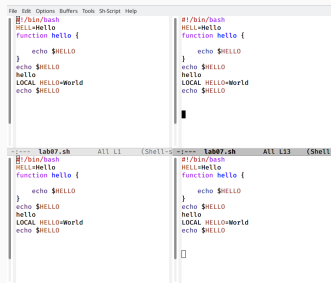 File Edit Options Buffers Tools Sh-Script Help
#!/bin/bash
HELL=Hello
function hello {
echo $HELLO
}
echo $HELLO
hello
LOCAL HELLO=World
echo $HELLO
-:--- lab07.sh All L1 (Shell-s
#!/bin/bash
HELL=Hello
function hello {
echo $HELLO
}
echo $HELLO
hello
LOCAL HELLO=World
echo $HELLO
-:--- lab07.sh All L13 (Shell
#!/bin/bash
HELL=Hello
function hello {
echo $HELLO
}
echo $HELLO
hello
LOCAL HELLO=World
echo $HELLO
#!/bin/bash
HELL=Hello
function hello {
echo $HELLO
}
echo $HELLO
hello
LOCAL HELLO=World
echo $HELLO